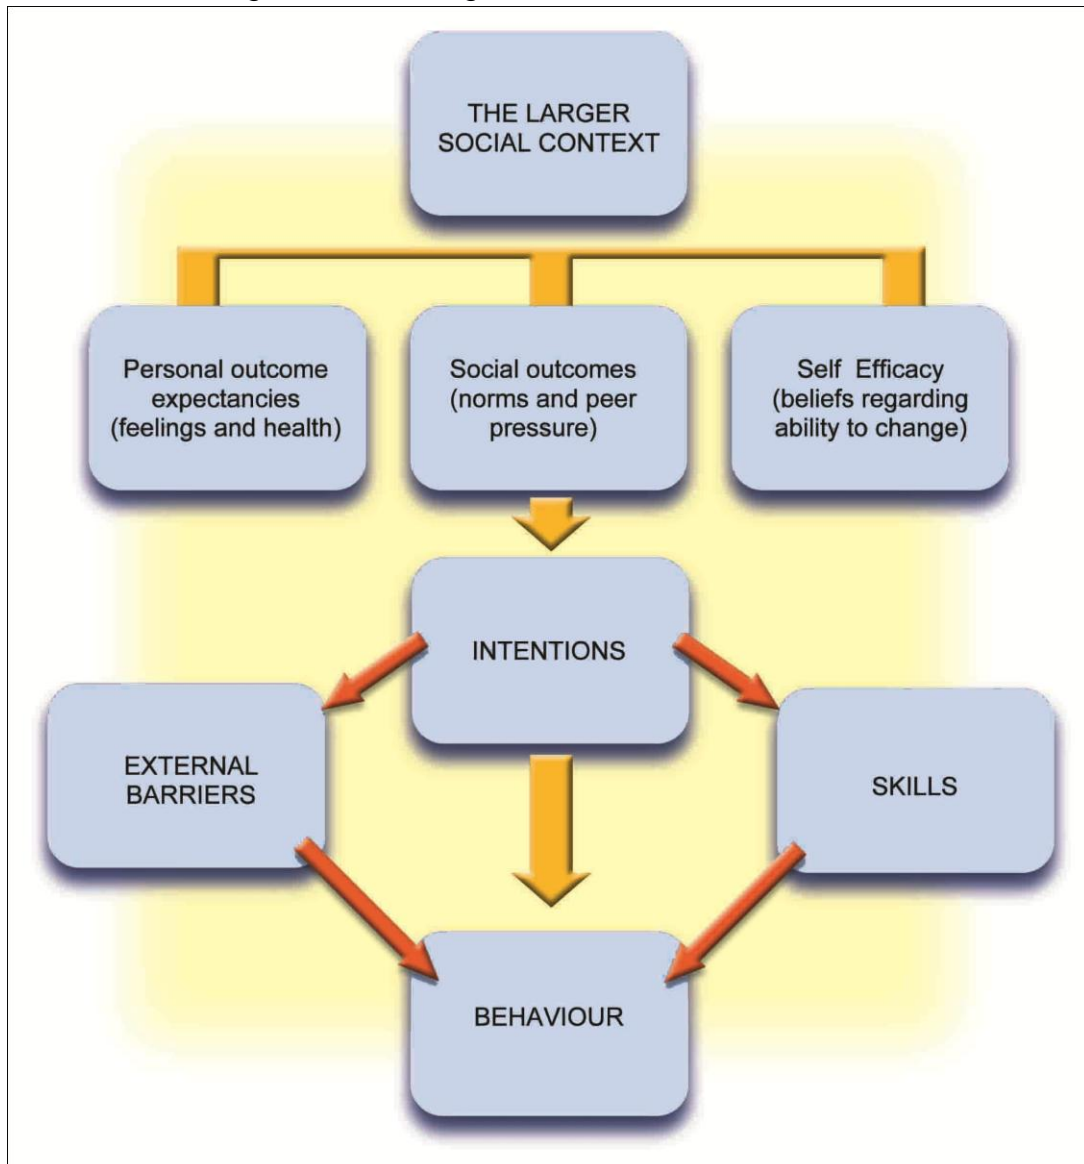 THE LARGER
SOCIAL CONTEXT
Personal outcome
expectancies
(feelings and health)
Social outcomes
(norms and peer
pressure)
Self Efficacy
(beliefs regarding
ability to change)
INTENTIONS
EXTERNAL
BARRIERS
SKILLS
BEHAVIOUR